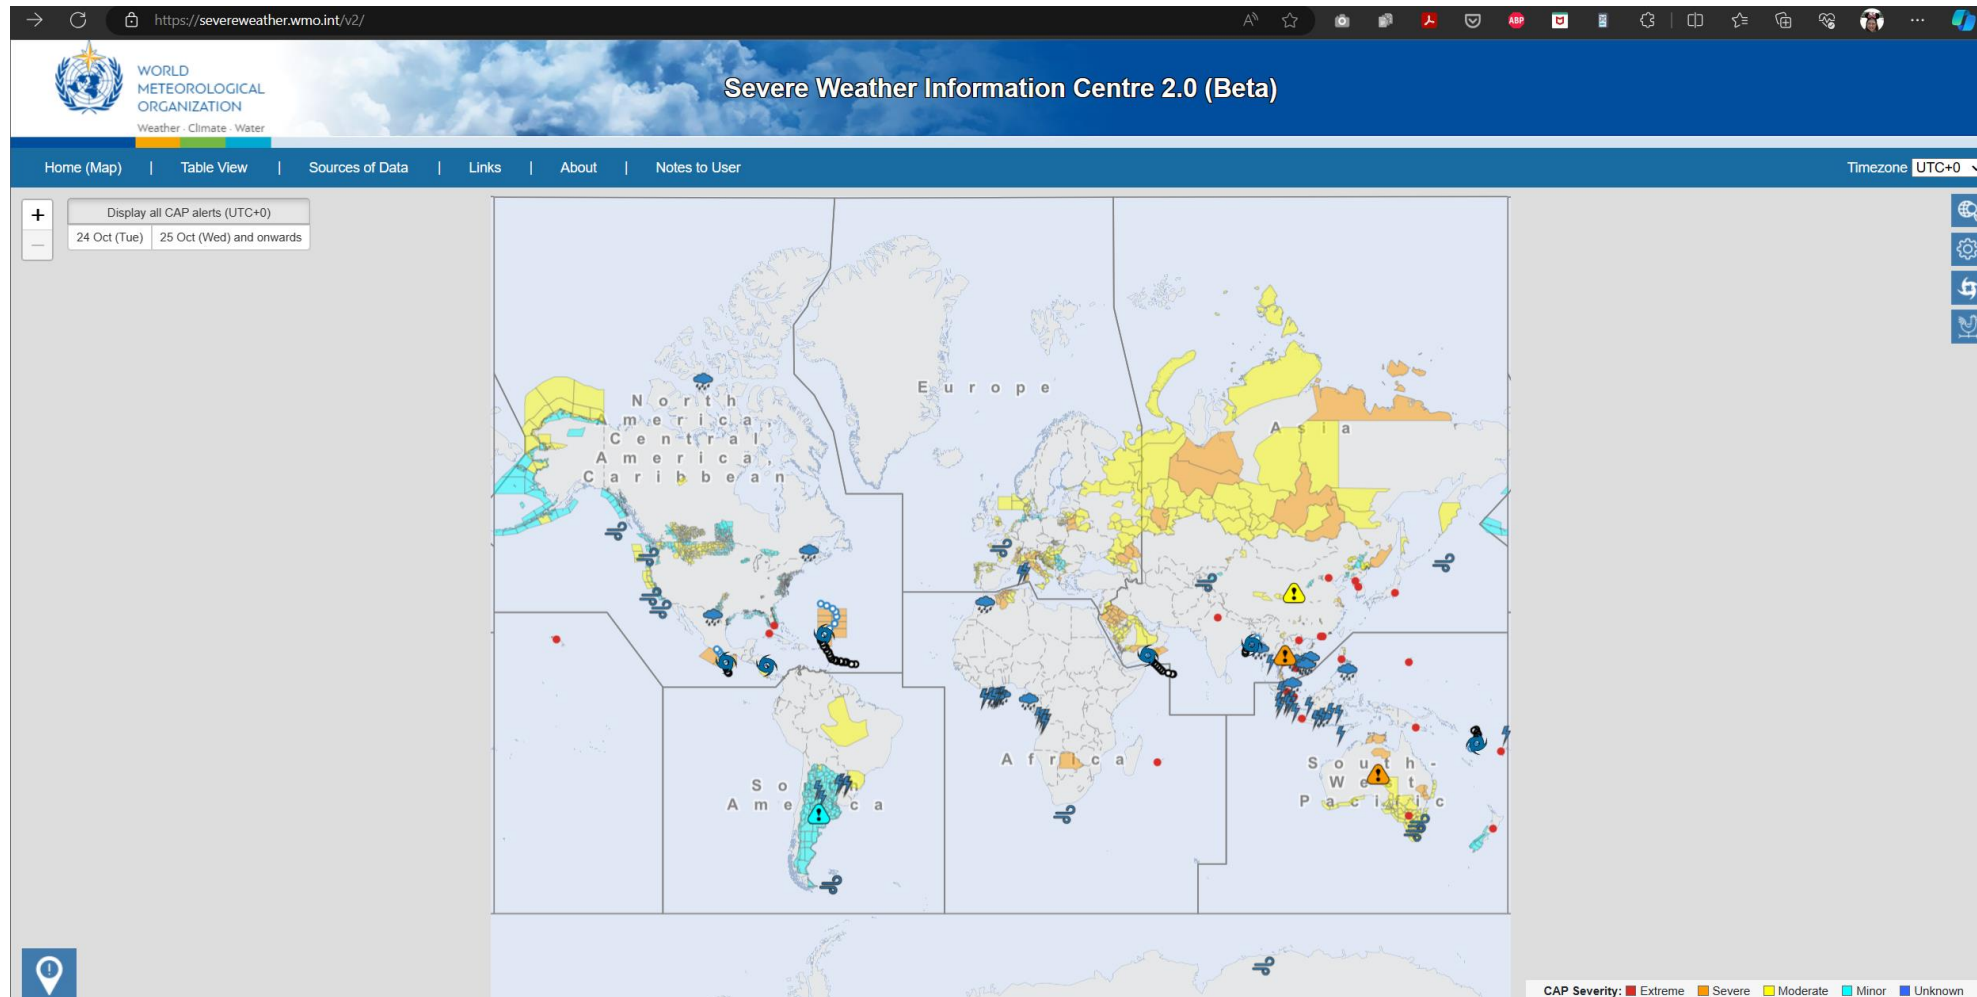 https://severeweather.wmo.int/v2/
WORLD
METEOROLOGICAL
ORGANIZATION
Weather · Climate · Water
Severe Weather Information Centre 2.0 (Beta)
Home (Map) | Table View | Sources of Data | Links | About | Notes to User
Timezone UTC+0
+
−
Display all CAP alerts (UTC+0)
24 Oct (Tue) 25 Oct (Wed) and onwards
North
America,
Central
America,
Caribbean
Europe
Asia
Africa
South
America
South-
West
Pacific
CAP Severity: Extreme Severe Moderate Minor Unknown
ABP